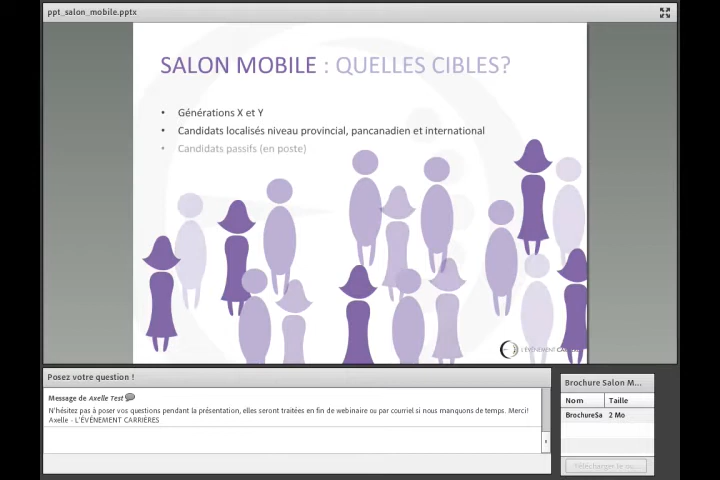 ppt_salon_mobile.pptx
SALON MOBILE : QUELLES CIBLES?
• Générations X et Y
• Candidats localisés niveau provincial, pancanadien et international
• Candidats passifs (en poste)
L'ÉVÉNEMENT CARRIÈRES
Posez votre question !
Message de Axelle Test
N'hésitez pas à poser vos questions pendant la présentation, elles seront traitées en fin de webinaire ou par courriel si nous manquons de temps. Merci!
Axelle - L'ÉVÉNEMENT CARRIÈRES
Brochure Salon M...
Nom Taille
BrochureSa 2 Mo
Télécharger le